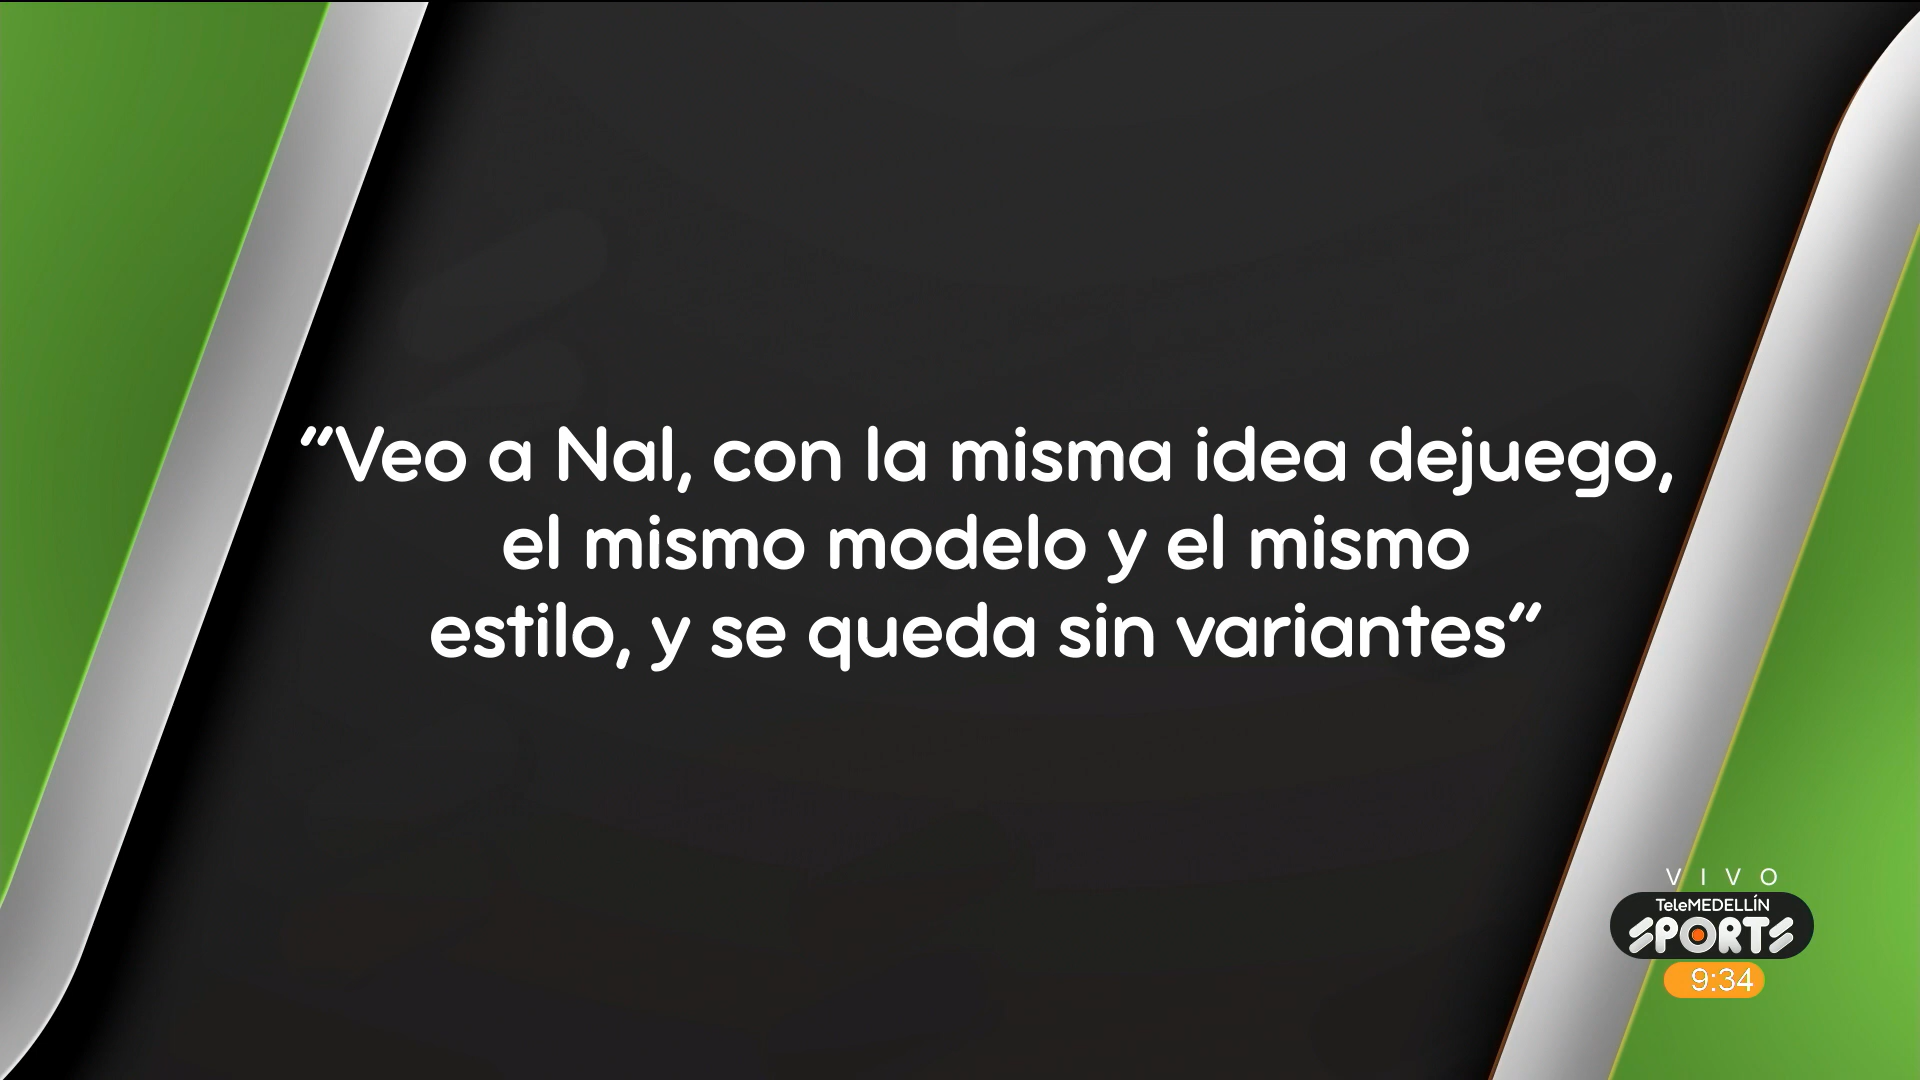 “Veo a Nal, con la misma idea dejuego,
el mismo modelo y el mismo
estilo, y se queda sin variantes“
VIVO
TeleMEDELLÍN
SPORTS
9:34